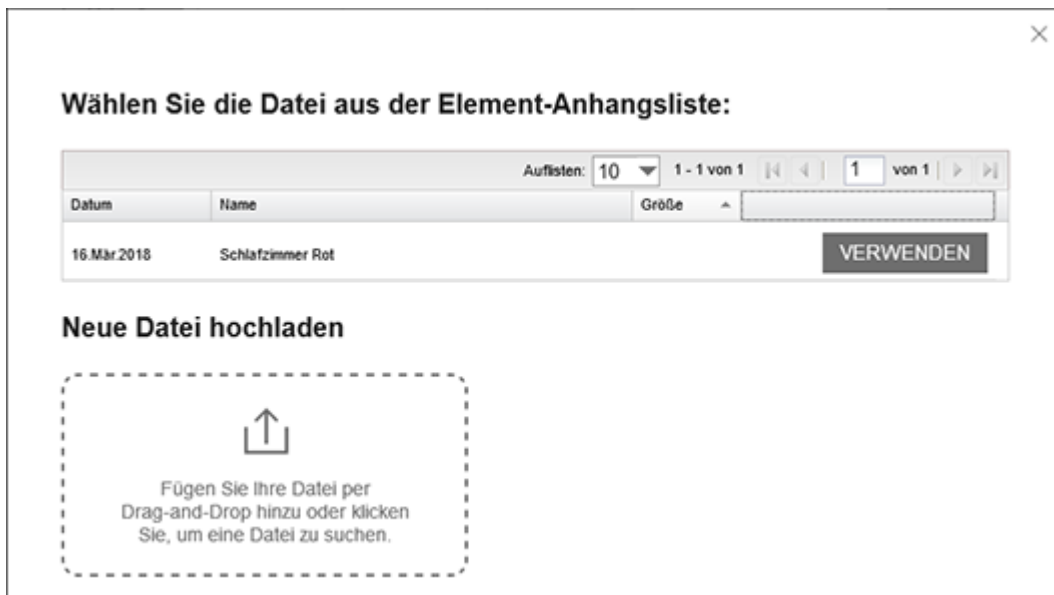 Wählen Sie die Datei aus der Element-Anhangsliste:
Auflisten: 10 1 - 1 von 1 1 von 1
Datum Name Größe
16.Mär.2018 Schlafzimmer Rot VERWENDEN
Neue Datei hochladen
Fügen Sie Ihre Datei per
Drag-and-Drop hinzu oder klicken
Sie, um eine Datei zu suchen.